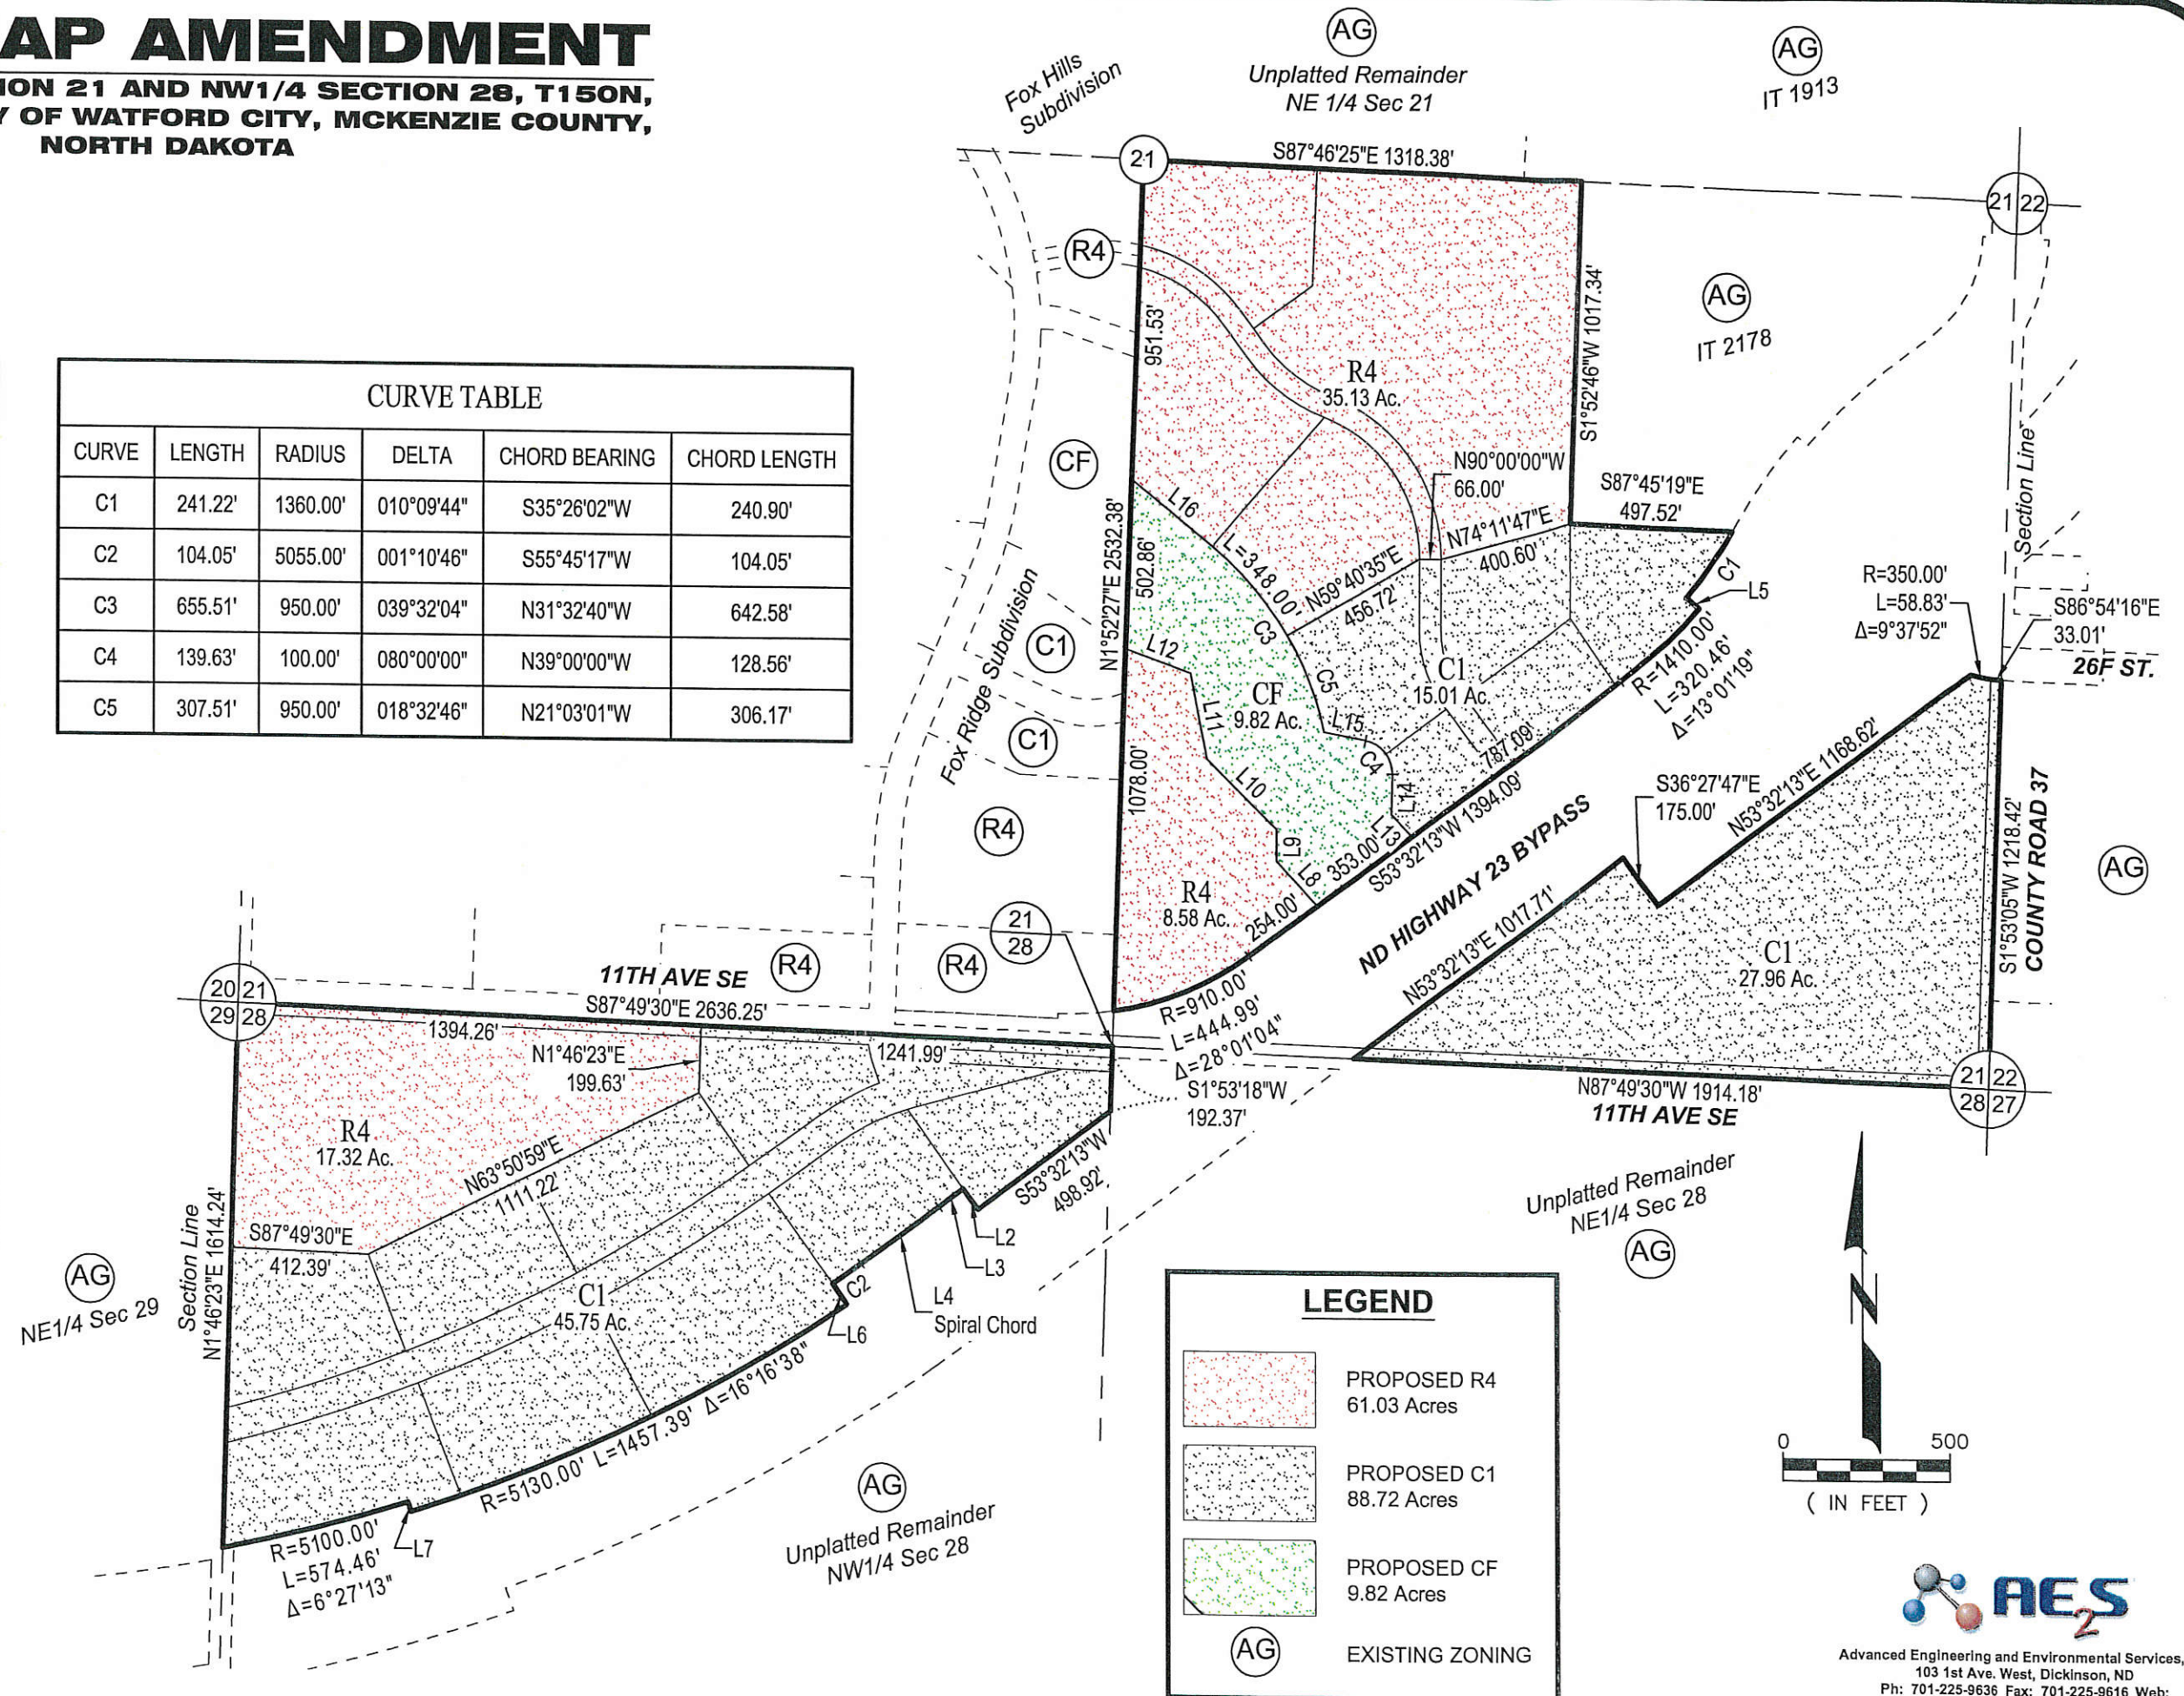 AP AMENDMENT
ION 21 AND NW1/4 SECTION 28, T150N,
Y OF WATFORD CITY, MCKENZIE COUNTY,
NORTH DAKOTA
CURVE TABLE
CURVE LENGTH RADIUS DELTA CHORD BEARING CHORD LENGTH
C1 241.22' 1360.00' 010°09'44" S35°26'02"W 240.90'
C2 104.05' 5055.00' 001°10'46" S55°45'17"W 104.05'
C3 655.51' 950.00' 039°32'04" N31°32'40"W 642.58'
C4 139.63' 100.00' 080°00'00" N39°00'00"W 128.56'
C5 307.51' 950.00' 018°32'46" N21°03'01"W 306.17'
Fox Hills
Subdivision
AG
Unplatted Remainder
NE 1/4 Sec 21
AG
IT 1913
21
S87°46'25"E 1318.38'
21 22
R4
951.53'
S1°52'46"W 1017.34'
AG
IT 2178
R4
35.13 Ac.
CF
N90°00'00"W
66.00'
S87°45'19"E
497.52'
Section Line
L16
N74°11'47"E
400.60'
L=348.00'
N59°40'35"E
456.72'
C1
L5
R=350.00'
L=58.83'
Δ=9°37'52"
S86°54'16"E
33.01'
26F ST.
N1°52'27"E 2532.38'
502.86'
C3
L12
Fox Ridge Subdivision
C1
C1
C5
C1
15.01 Ac.
R=1410.00'
L=320.46'
Δ=13°01'19"
CF
9.82 Ac.
L11
L15
C4
L10
L14
787.09'
1078.00'
L13
L9
L8
353.00'
S53°32'13"W 1394.09'
ND HIGHWAY 23 BYPASS
S36°27'47"E
175.00'
N53°32'13"E 1168.62'
S1°53'05"W 1218.42'
COUNTY ROAD 37
AG
R4
R4
8.58 Ac.
254.00'
21
28
N53°32'13"E 1017.71'
C1
27.96 Ac.
20 21
29 28
11TH AVE SE
R4
R4
S87°49'30"E 2636.25'
1394.26'
1241.99'
N1°46'23"E
199.63'
R=910.00'
L=444.99'
Δ=28°01'04"
S1°53'18"W
192.37'
N87°49'30"W 1914.18'
11TH AVE SE
21 22
28 27
R4
17.32 Ac.
N63°50'59"E
1111.22'
S53°32'13"W
498.92'
Section Line
N1°46'23"E 1614.24'
S87°49'30"E
412.39'
AG
NE1/4 Sec 29
L2
L3
L4
Spiral Chord
C2
L6
C1
45.75 Ac.
Unplatted Remainder
NE1/4 Sec 28
AG
R=5130.00' L=1457.39' Δ=16°16'38"
R=5100.00'
L=574.46'
Δ=6°27'13"
L7
AG
Unplatted Remainder
NW1/4 Sec 28
LEGEND
PROPOSED R4
61.03 Acres
PROPOSED C1
88.72 Acres
PROPOSED CF
9.82 Acres
AG EXISTING ZONING
N
0 500
( IN FEET )
AE2S
Advanced Engineering and Environmental Services,
103 1st Ave. West, Dickinson, ND
Ph: 701-225-9636 Fax: 701-225-9616 Web: